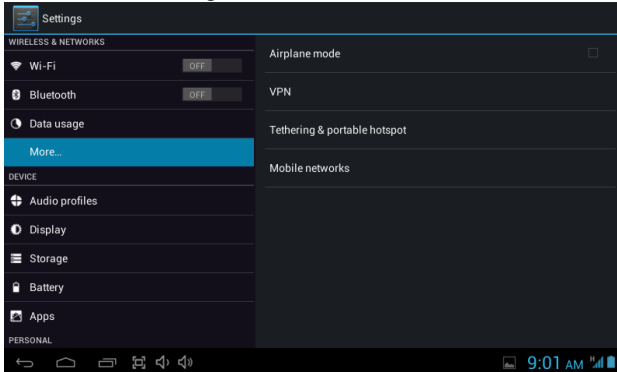 Settings
WIRELESS & NETWORKS
Wi-Fi OFF
Bluetooth OFF
Data usage
More...
DEVICE
Audio profiles
Display
Storage
Battery
Apps
PERSONAL
Airplane mode
VPN
Tethering & portable hotspot
Mobile networks
9:01 AM H